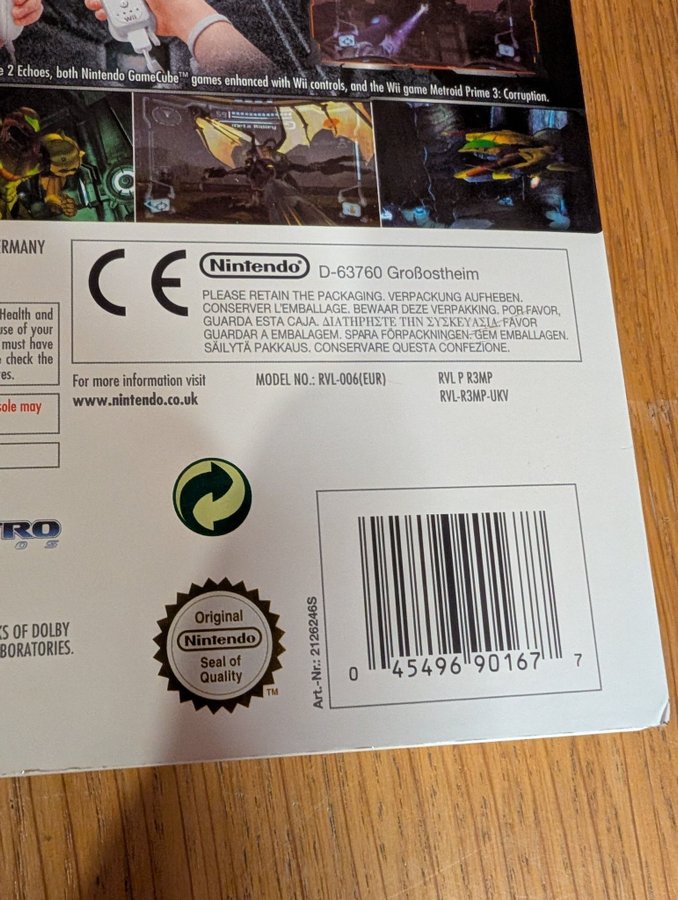 e 2 Echoes, both Nintendo GameCube™ games enhanced with Wii controls, and the Wii game Metroid Prime 3: Corruption.
Wii
Meta Ridley
ERMANY
CE
Nintendo® D-63760 Großostheim
PLEASE RETAIN THE PACKAGING. VERPACKUNG AUFHEBEN.
CONSERVER L'EMBALLAGE. BEWAAR DEZE VERPAKKING. POR FAVOR,
GUARDA ESTA CAJA. ΔΙΑΤΗΡΗΣΤΕ ΤΗΝ ΣΥΣΚΕΥΑΣΙΑ. FAVOR
GUARDAR A EMBALAGEM. SPARA FÖRPACKNINGEN. GEM EMBALLAGEN.
SÄILYTÄ PAKKAUS. CONSERVARE QUESTA CONFEZIONE.
Health and
use of your
must have
check the
es.
sole may
For more information visit
www.nintendo.co.uk
MODEL NO.: RVL-006(EUR)
RVL P R3MP
RVL-R3MP-UKV
TRO
OS
KS OF DOLBY
BORATORIES.
Original
Nintendo
Seal of
Quality
TM
Art.-Nr.: 2126246S
0 45496 90167 7